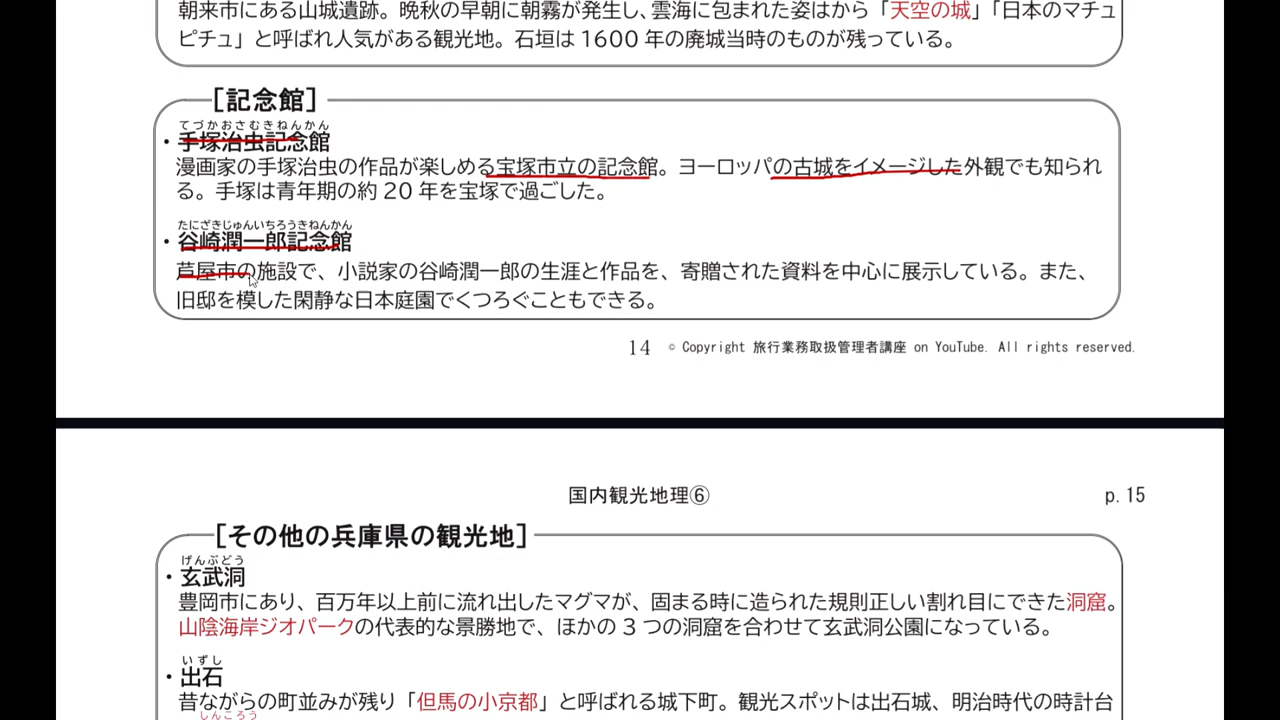 朝来市にある山城遺跡。晩秋の早朝に朝霧が発生し、雲海に包まれた姿はから「天空の城」「日本のマチュ
ピチュ」と呼ばれ人気がある観光地。石垣は1600年の廃城当時のものが残っている。
[記念館]
てづかおさむきねんかん
・手塚治虫記念館
漫画家の手塚治虫の作品が楽しめる宝塚市立の記念館。ヨーロッパの古城をイメージした外観でも知られ
る。手塚は青年期の約20年を宝塚で過ごした。
たにざきじゅんいちろうきねんかん
・谷崎潤一郎記念館
芦屋市の施設で、小説家の谷崎潤一郎の生涯と作品を、寄贈された資料を中心に展示している。また、
旧邸を模した閑静な日本庭園でくつろぐこともできる。
14 © Copyright 旅行業務取扱管理者講座 on YouTube. All rights reserved.
国内観光地理⑥ p.15
[その他の兵庫県の観光地]
げんぶどう
・玄武洞
豊岡市にあり、百万年以上前に流れ出したマグマが、固まる時に造られた規則正しい割れ目にできた洞窟。
山陰海岸ジオパークの代表的な景勝地で、ほかの3つの洞窟を合わせて玄武洞公園になっている。
いずし
・出石
昔ながらの町並みが残り「但馬の小京都」と呼ばれる城下町。観光スポットは出石城、明治時代の時計台
しんころう